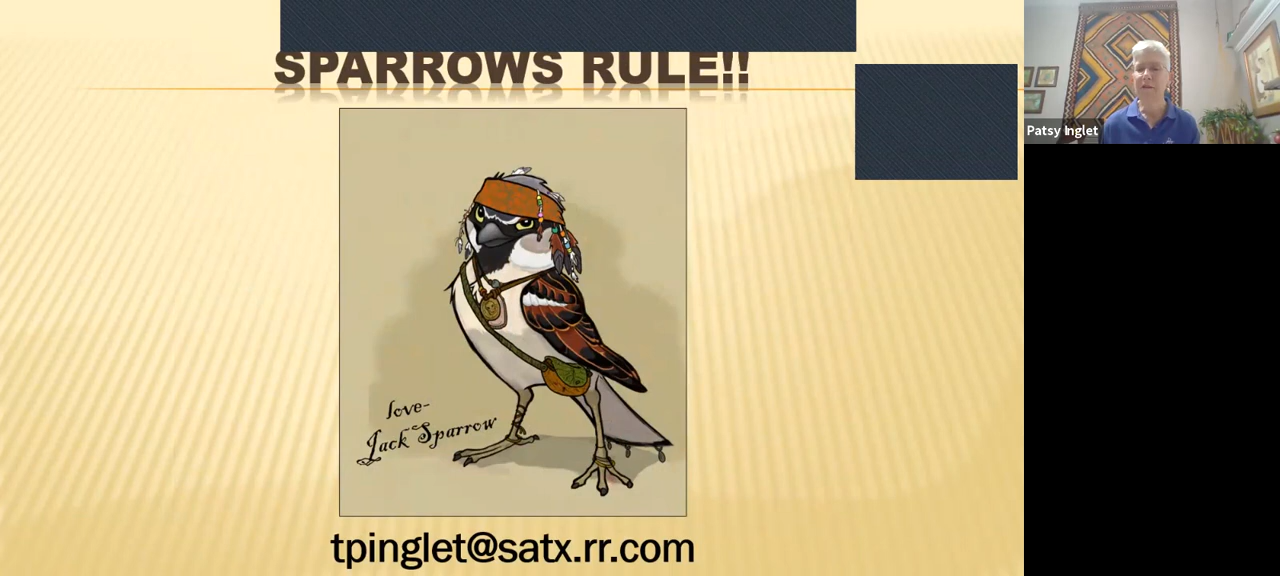 SPARROWS RULE!!
Patsy Inglet
love-
Jack Sparrow
tpinglet@satx.rr.com